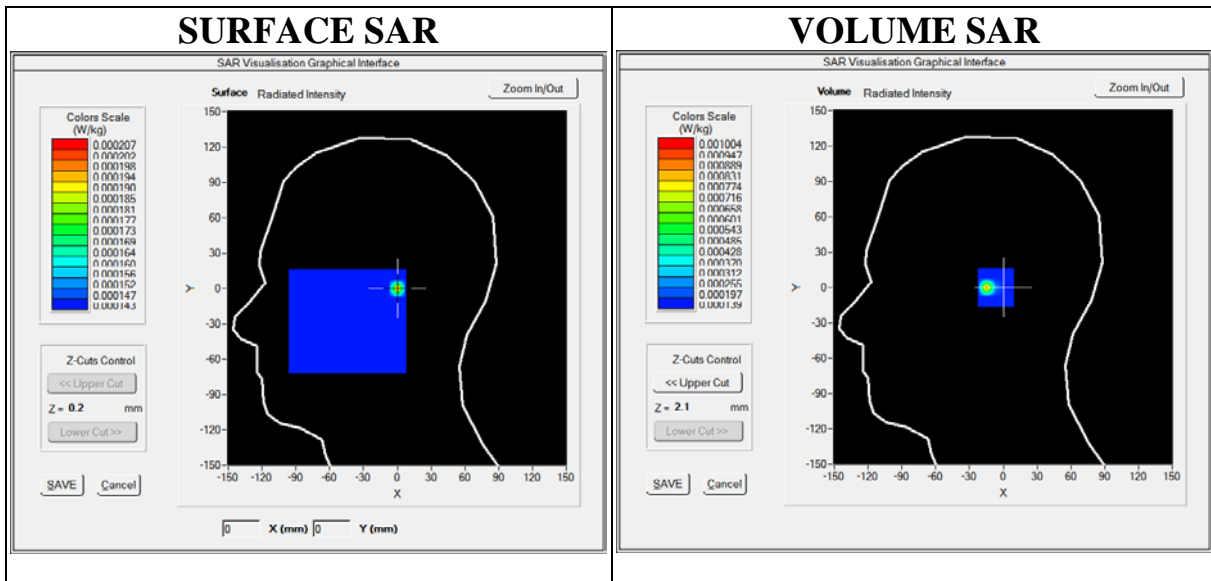 SURFACE SAR
SAR Visualisation Graphical Interface
Surface Radiated Intensity
Zoom In/Out
Colors Scale
(W/kg)
0.000207
0.000202
0.000198
0.000194
0.000190
0.000185
0.000181
0.000177
0.000173
0.000169
0.000164
0.000160
0.000156
0.000152
0.000147
0.000143
Z-Cuts Control
<< Upper Cut
Z = 0.2 mm
Lower Cut >>
SAVE Cancel
150
120
90
60
30
0
-30
-60
-90
-120
-150
Y
-150 -120 -90 -60 -30 0 30 60 90 120 150
X
0 X (mm) 0 Y (mm)
VOLUME SAR
SAR Visualisation Graphical Interface
Volume Radiated Intensity
Zoom In/Out
Colors Scale
(W/kg)
0.001004
0.000947
0.000889
0.000831
0.000774
0.000716
0.000658
0.000601
0.000543
0.000485
0.000428
0.000370
0.000312
0.000255
0.000197
0.000139
Z-Cuts Control
<< Upper Cut
Z = 2.1 mm
Lower Cut >>
SAVE Cancel
150
120
90
60
30
0
-30
-60
-90
-120
-150
Y
-150 -120 -90 -60 -30 0 30 60 90 120 150
X